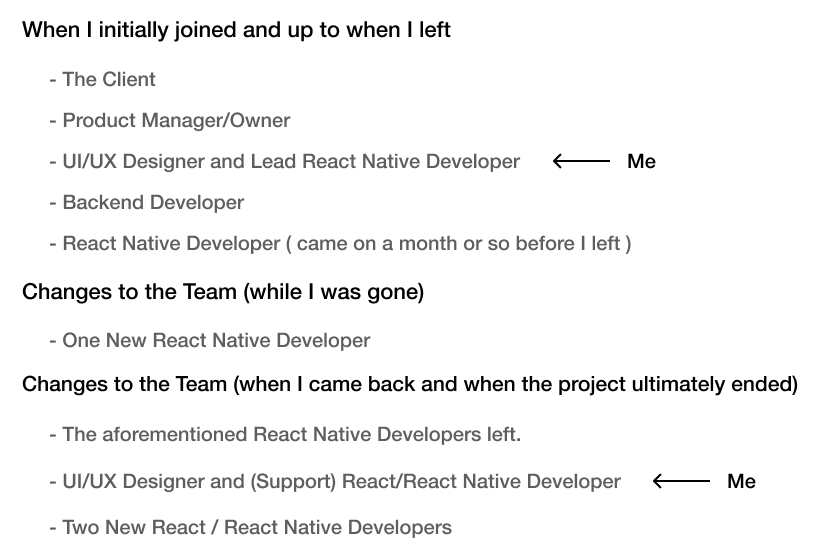 When I initially joined and up to when I left
- The Client
- Product Manager/Owner
- UI/UX Designer and Lead React Native Developer Me
- Backend Developer
- React Native Developer ( came on a month or so before I left )
Changes to the Team (while I was gone)
- One New React Native Developer
Changes to the Team (when I came back and when the project ultimately ended)
- The aforementioned React Native Developers left.
- UI/UX Designer and (Support) React/React Native Developer Me
- Two New React / React Native Developers